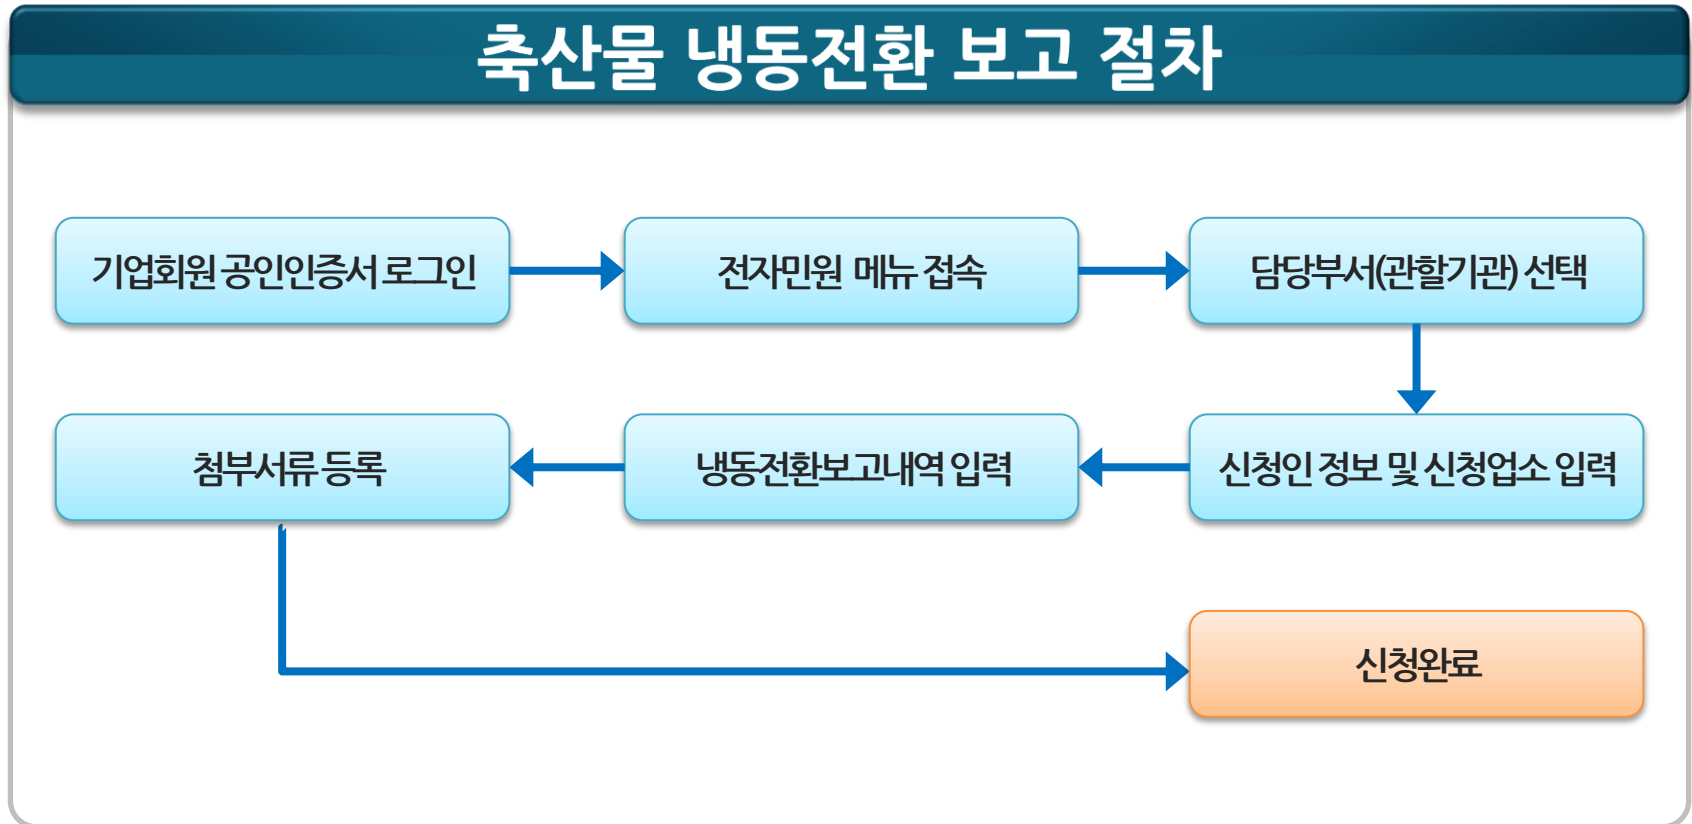 축산물 냉동전환 보고 절차
기업회원 공인인증서 로그인
전자민원 메뉴 접속
담당부서(관할기관) 선택
신청인 정보 및 신청업소 입력
냉동전환보고내역 입력
첨부서류 등록
신청완료